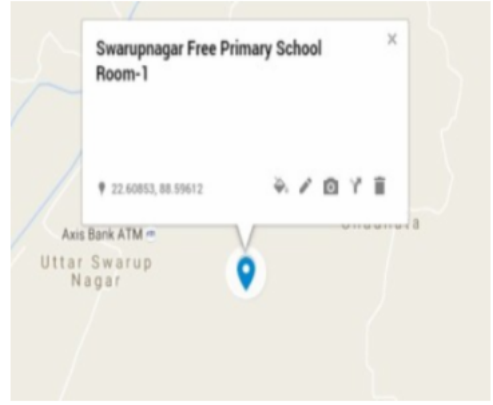 Swarupnagar Free Primary School
Room-1
22.60853, 88.59612
Axis Bank ATM
Uttar Swarup
Nagar